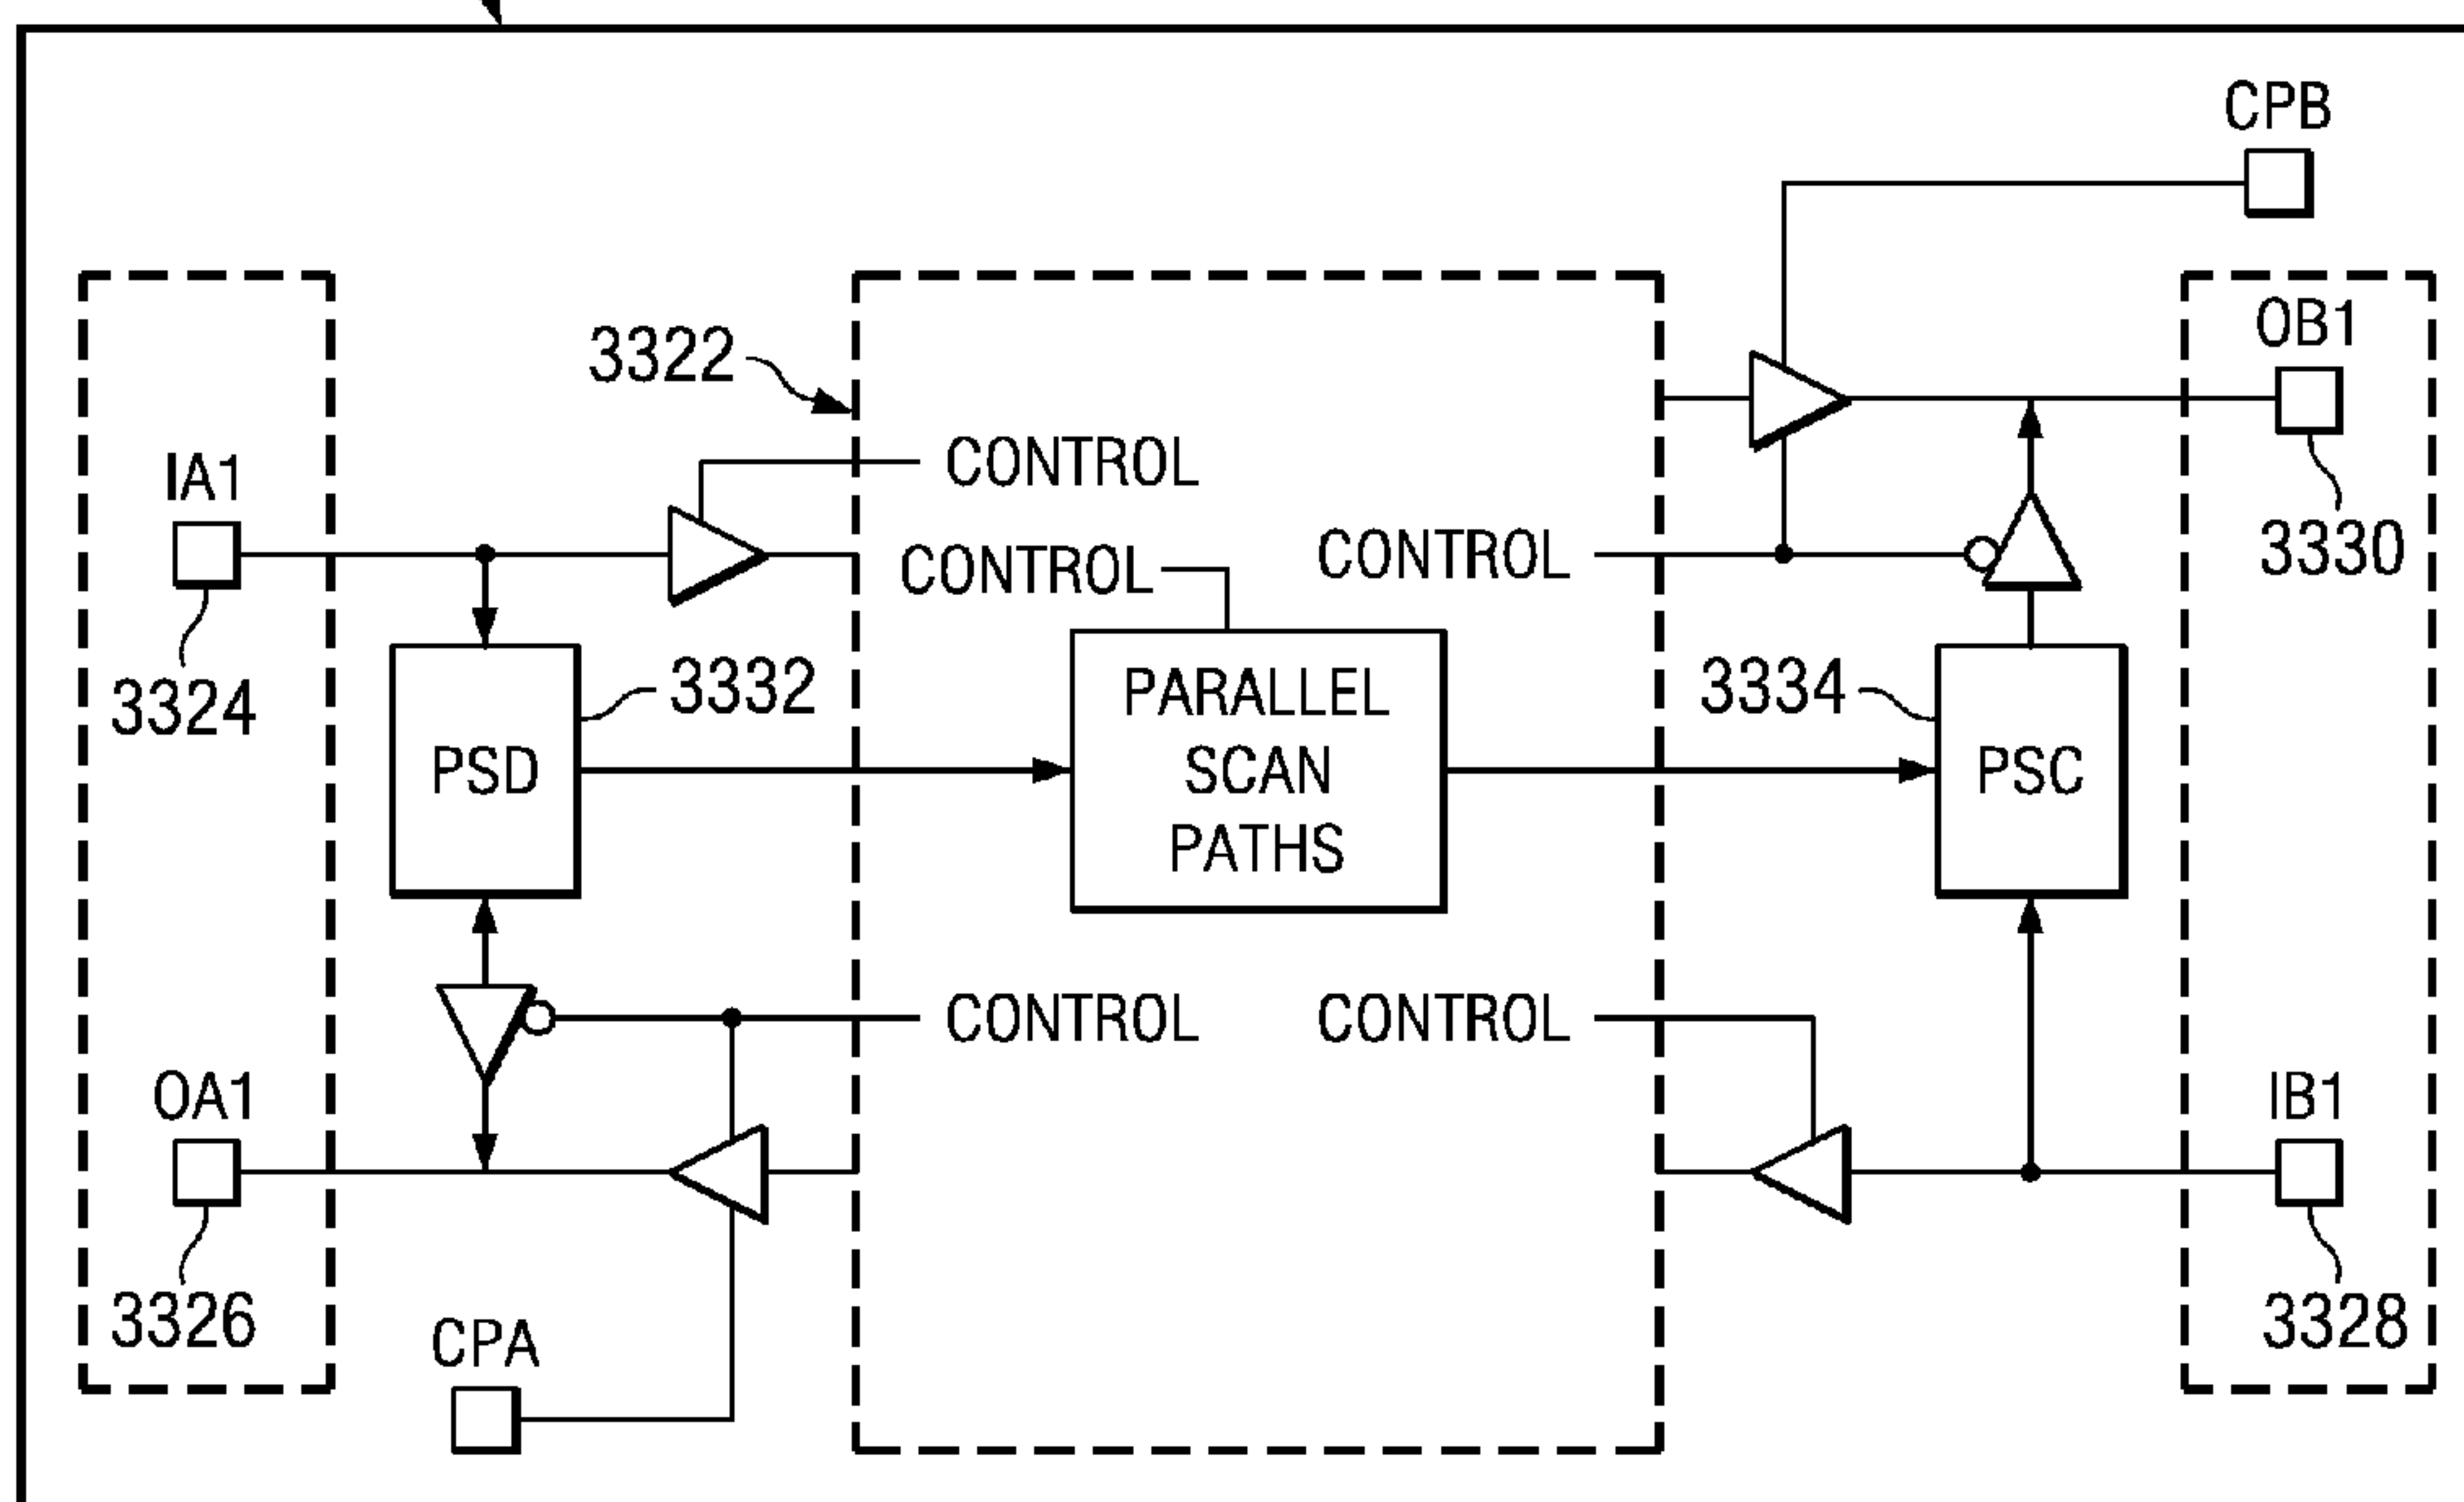 CPB
OB1
3330
3322
CONTROL
IA1
3324
CONTROL
CONTROL
3332
PSD
PARALLEL
SCAN
PATHS
3334
PSC
CONTROL
CONTROL
OA1
3326
IB1
3328
CPA